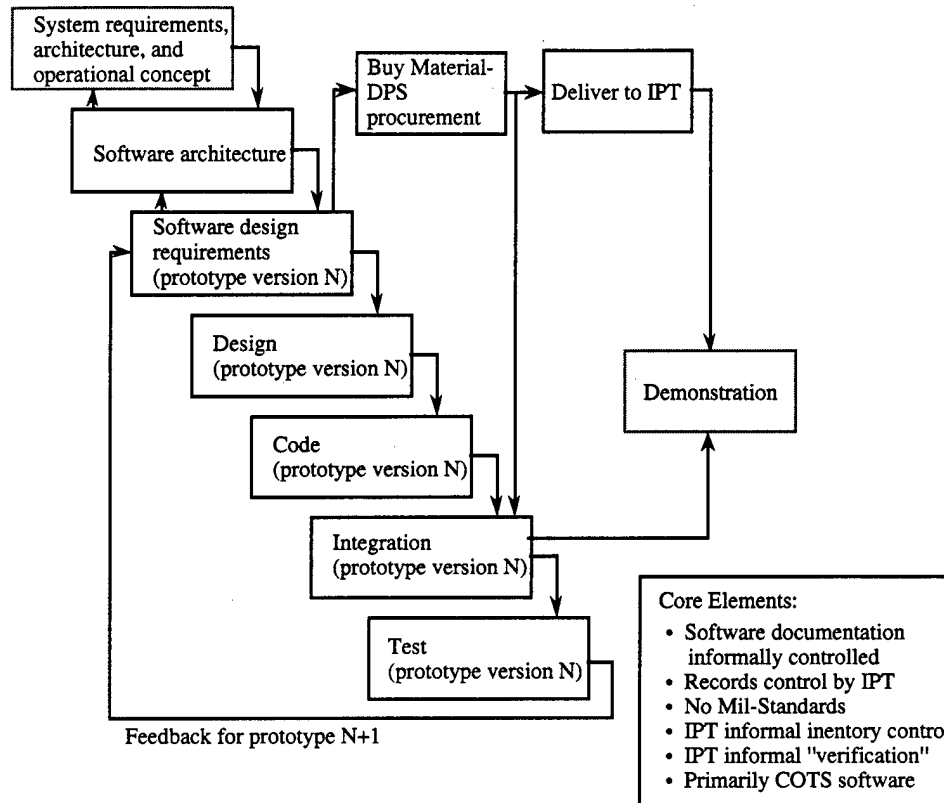 System requirements,
architecture, and
operational concept
Buy Material-
DPS
procurement
Deliver to IPT
Software architecture
Software design
requirements
(prototype version N)
Design
(prototype version N)
Demonstration
Code
(prototype version N)
Integration
(prototype version N)
Test
(prototype version N)
Feedback for prototype N+1
Core Elements:
• Software documentation
informally controlled
• Records control by IPT
• No Mil-Standards
• IPT informal inentory contro
• IPT informal "verification"
• Primarily COTS software